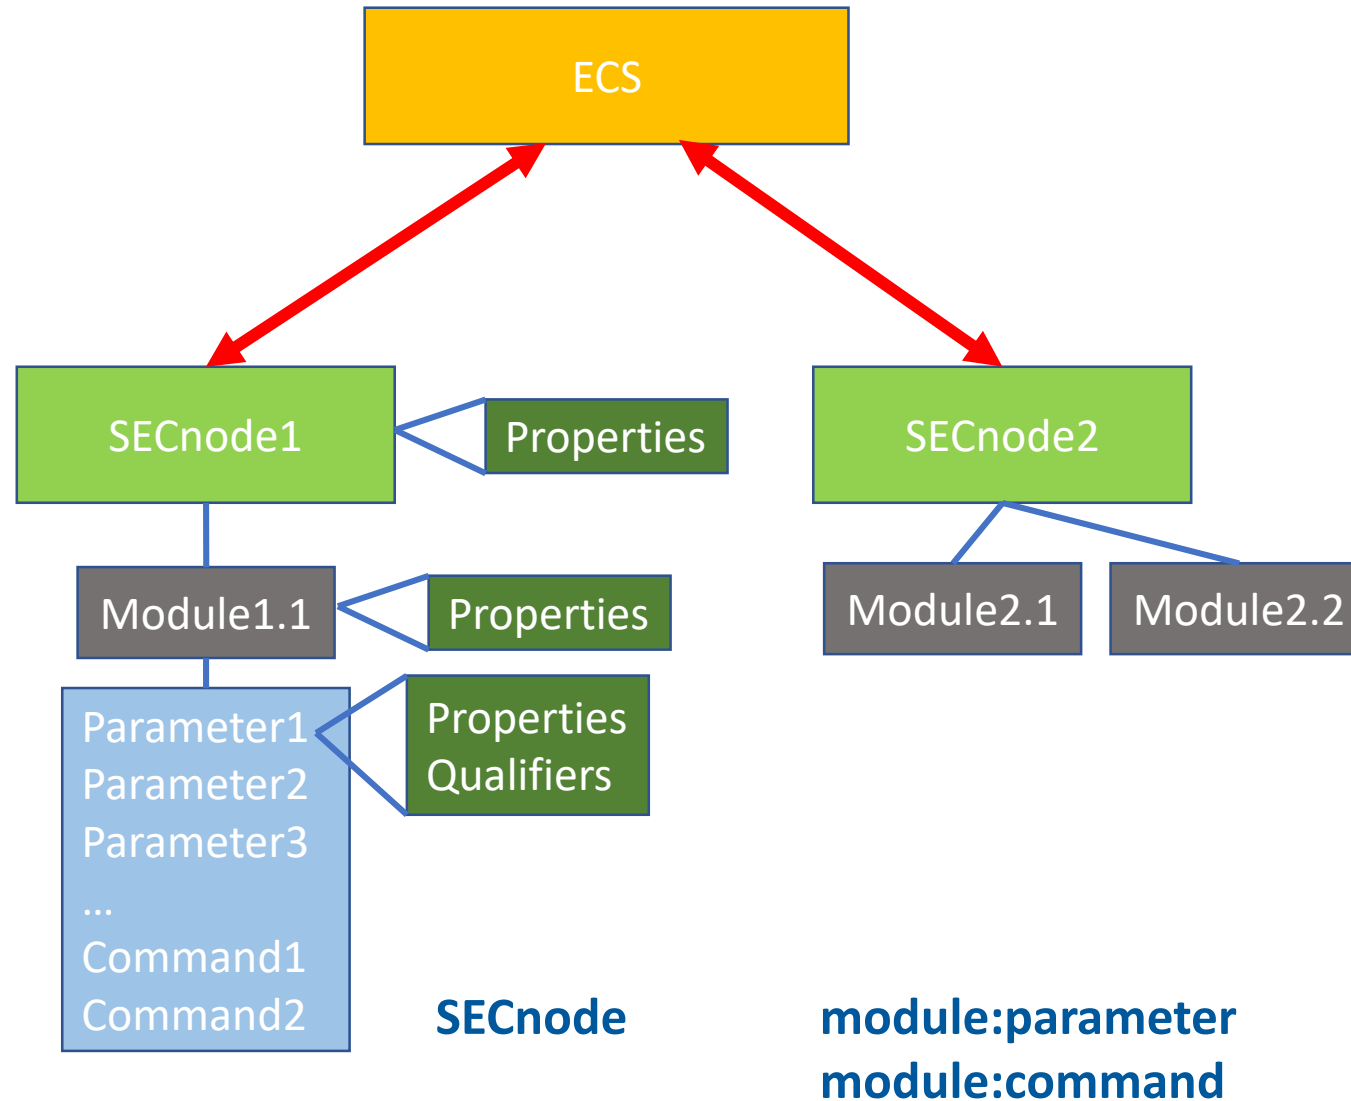 ECS
SECnode1
Properties
SECnode2
Module1.1
Properties
Module2.1
Module2.2
Parameter1
Parameter2
Parameter3
...
Command1
Command2
Properties
Qualifiers
SECnode
module:parameter
module:command